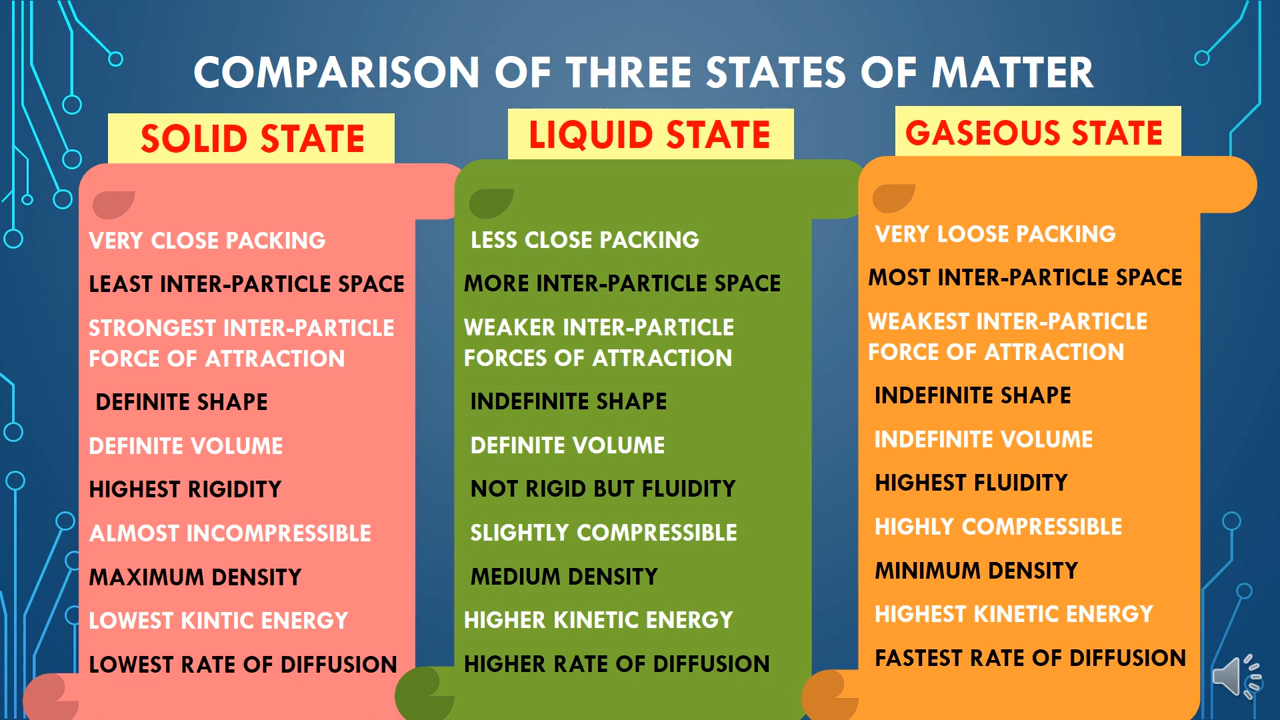 COMPARISON OF THREE STATES OF MATTER
SOLID STATE
VERY CLOSE PACKING
LEAST INTER-PARTICLE SPACE
STRONGEST INTER-PARTICLE
FORCE OF ATTRACTION
DEFINITE SHAPE
DEFINITE VOLUME
HIGHEST RIGIDITY
ALMOST INCOMPRESSIBLE
MAXIMUM DENSITY
LOWEST KINTIC ENERGY
LOWEST RATE OF DIFFUSION
LIQUID STATE
LESS CLOSE PACKING
MORE INTER-PARTICLE SPACE
WEAKER INTER-PARTICLE
FORCES OF ATTRACTION
INDEFINITE SHAPE
DEFINITE VOLUME
NOT RIGID BUT FLUIDITY
SLIGHTLY COMPRESSIBLE
MEDIUM DENSITY
HIGHER KINETIC ENERGY
HIGHER RATE OF DIFFUSION
GASEOUS STATE
VERY LOOSE PACKING
MOST INTER-PARTICLE SPACE
WEAKEST INTER-PARTICLE
FORCE OF ATTRACTION
INDEFINITE SHAPE
INDEFINITE VOLUME
HIGHEST FLUIDITY
HIGHLY COMPRESSIBLE
MINIMUM DENSITY
HIGHEST KINETIC ENERGY
FASTEST RATE OF DIFFUSION